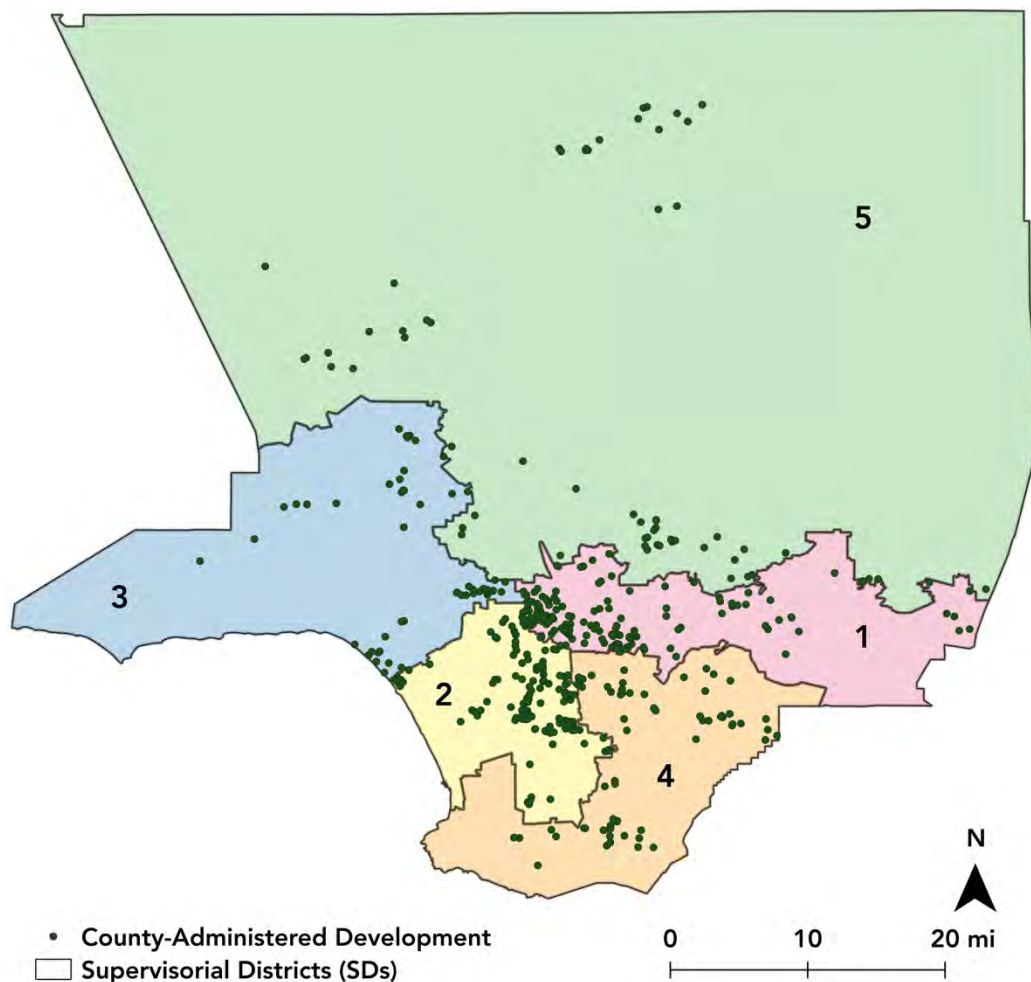 5
3
1
2
4
N
County-Administered Development
Supervisorial Districts (SDs)
0 10 20 mi